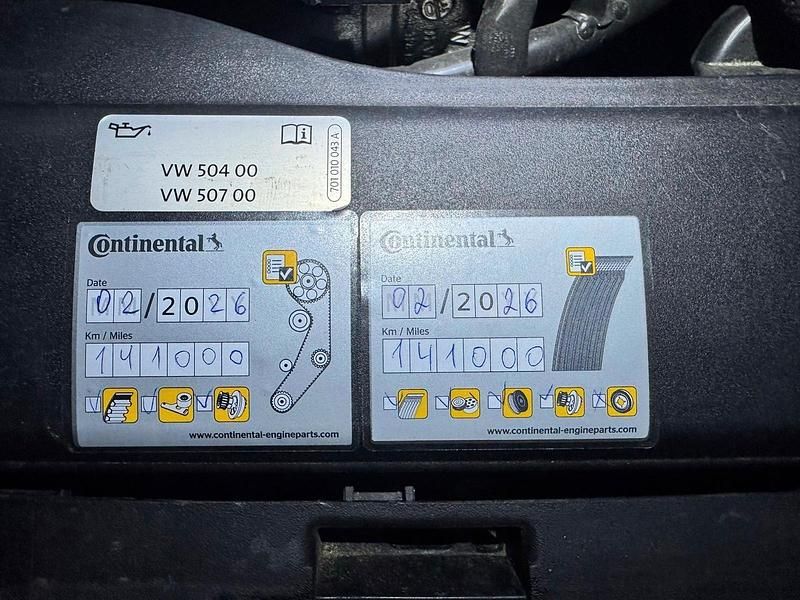 VW 504 00
VW 507 00
701 010 043 A
Continental
Date
02/2026
Km / Miles
141000
www.continental-engineparts.com
Continental
Date
02/2026
Km / Miles
141000
www.continental-engineparts.com